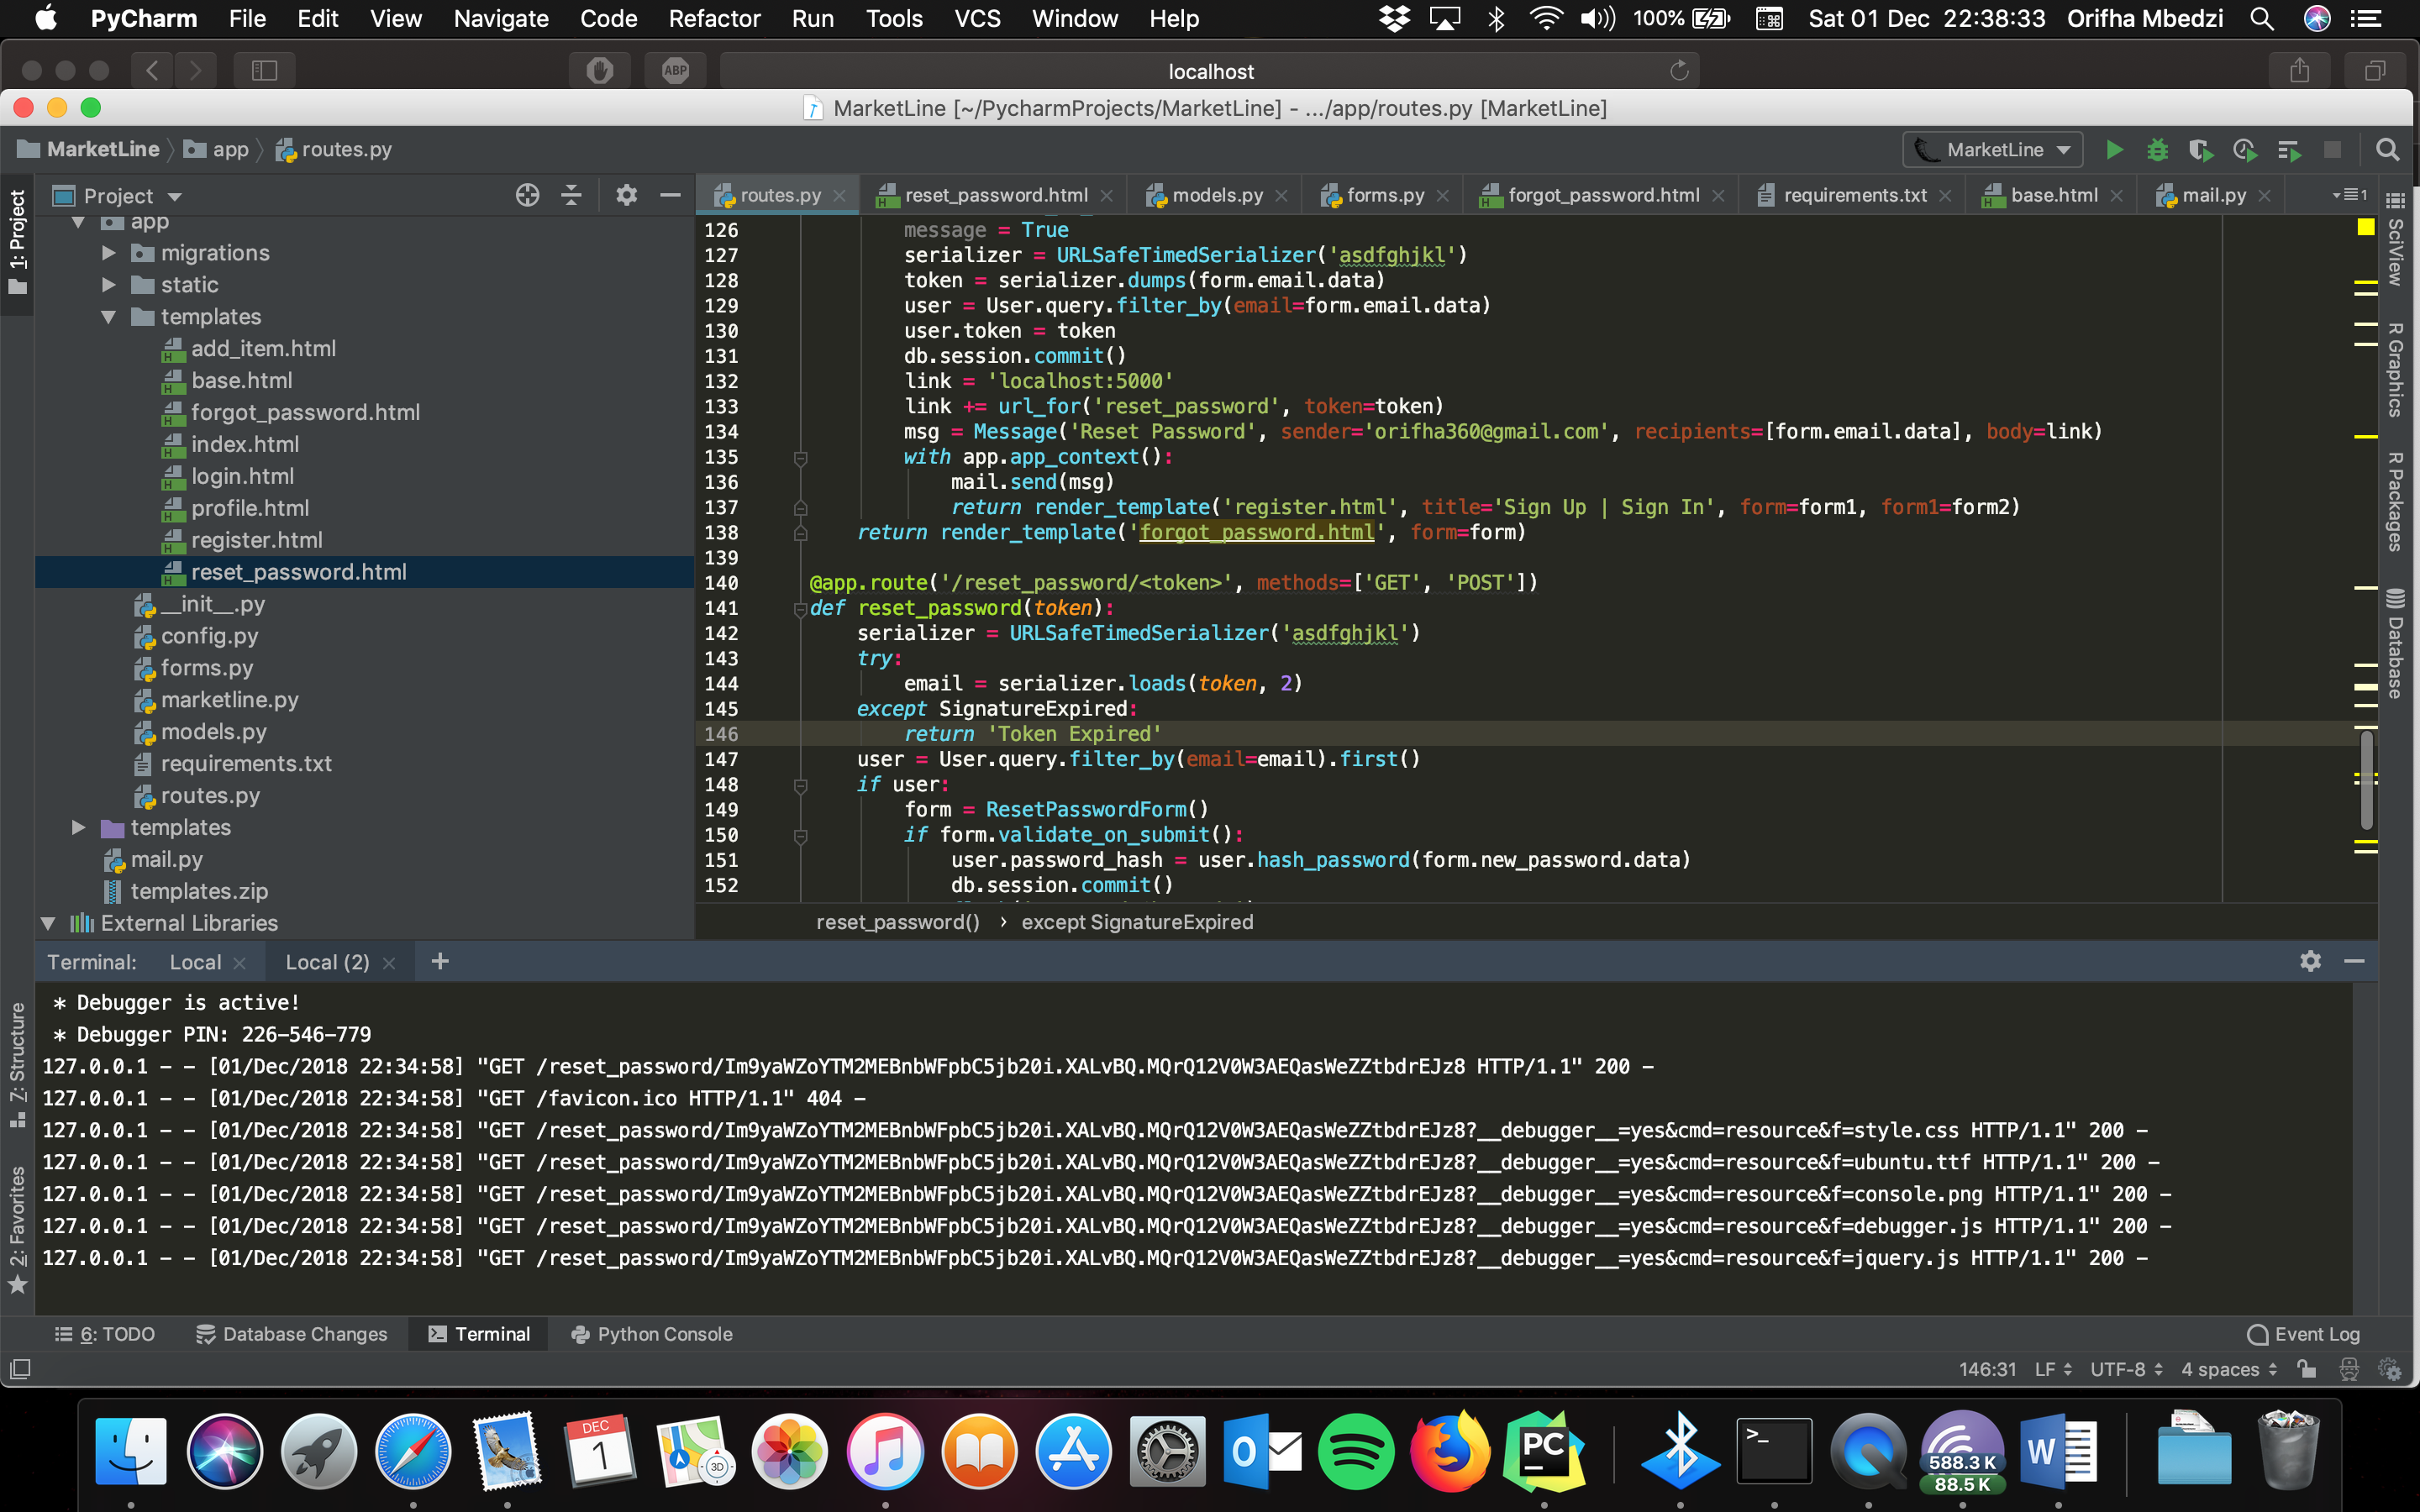 PyCharm File Edit View Navigate Code Refactor Run Tools VCS Window Help 100% Sat 01 Dec 22:38:33 Orifha Mbedzi
ABP localhost
MarketLine [~/PycharmProjects/MarketLine] - .../app/routes.py [MarketLine]
MarketLine app routes.py MarketLine
Project
routes.py reset_password.html models.py forms.py forgot_password.html requirements.txt base.html mail.py 1
1: Project
app
migrations
static
templates
add_item.html
base.html
forgot_password.html
index.html
login.html
profile.html
register.html
reset_password.html
__init__.py
config.py
forms.py
marketline.py
models.py
requirements.txt
routes.py
templates
mail.py
templates.zip
External Libraries
126 message = True
127 serializer = URLSafeTimedSerializer('asdfghjkl')
128 token = serializer.dumps(form.email.data)
129 user = User.query.filter_by(email=form.email.data)
130 user.token = token
131 db.session.commit()
132 link = 'localhost:5000'
133 link += url_for('reset_password', token=token)
134 msg = Message('Reset Password', sender='orifha360@gmail.com', recipients=[form.email.data], body=link)
135 with app.app_context():
136 mail.send(msg)
137 return render_template('register.html', title='Sign Up | Sign In', form=form1, form1=form2)
138 return render_template('forgot_password.html', form=form)
139
140 @app.route('/reset_password/<token>', methods=['GET', 'POST'])
141 def reset_password(token):
142 serializer = URLSafeTimedSerializer('asdfghjkl')
143 try:
144 email = serializer.loads(token, 2)
145 except SignatureExpired:
146 return 'Token Expired'
147 user = User.query.filter_by(email=email).first()
148 if user:
149 form = ResetPasswordForm()
150 if form.validate_on_submit():
151 user.password_hash = user.hash_password(form.new_password.data)
152 db.session.commit()
reset_password() › except SignatureExpired
SciView
R Graphics
R Packages
Database
Terminal: Local Local (2) +
7: Structure
2: Favorites
* Debugger is active!
* Debugger PIN: 226-546-779
127.0.0.1 - - [01/Dec/2018 22:34:58] "GET /reset_password/Im9yaWZoYTM2MEBnbWFpbC5jb20i.XALvBQ.MQrQ12V0W3AEQasWeZZtbdrEJz8 HTTP/1.1" 200 -
127.0.0.1 - - [01/Dec/2018 22:34:58] "GET /favicon.ico HTTP/1.1" 404 -
127.0.0.1 - - [01/Dec/2018 22:34:58] "GET /reset_password/Im9yaWZoYTM2MEBnbWFpbC5jb20i.XALvBQ.MQrQ12V0W3AEQasWeZZtbdrEJz8?__debugger__=yes&cmd=resource&f=style.css HTTP/1.1" 200 -
127.0.0.1 - - [01/Dec/2018 22:34:58] "GET /reset_password/Im9yaWZoYTM2MEBnbWFpbC5jb20i.XALvBQ.MQrQ12V0W3AEQasWeZZtbdrEJz8?__debugger__=yes&cmd=resource&f=ubuntu.ttf HTTP/1.1" 200 -
127.0.0.1 - - [01/Dec/2018 22:34:58] "GET /reset_password/Im9yaWZoYTM2MEBnbWFpbC5jb20i.XALvBQ.MQrQ12V0W3AEQasWeZZtbdrEJz8?__debugger__=yes&cmd=resource&f=console.png HTTP/1.1" 200 -
127.0.0.1 - - [01/Dec/2018 22:34:58] "GET /reset_password/Im9yaWZoYTM2MEBnbWFpbC5jb20i.XALvBQ.MQrQ12V0W3AEQasWeZZtbdrEJz8?__debugger__=yes&cmd=resource&f=debugger.js HTTP/1.1" 200 -
127.0.0.1 - - [01/Dec/2018 22:34:58] "GET /reset_password/Im9yaWZoYTM2MEBnbWFpbC5jb20i.XALvBQ.MQrQ12V0W3AEQasWeZZtbdrEJz8?__debugger__=yes&cmd=resource&f=jquery.js HTTP/1.1" 200 -
6: TODO Database Changes Terminal Python Console Event Log
146:31 LF UTF-8 4 spaces
DEC
1
3D
O
PC
>_
588.3 K
88.5 K
W